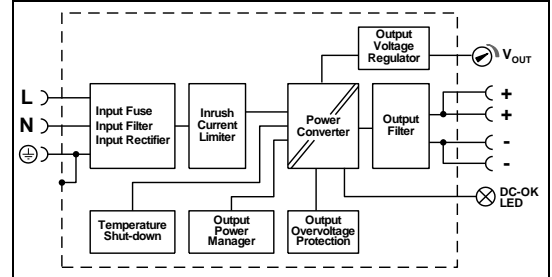 Output
Voltage
Regulator
VOUT
L
N
Input Fuse
Input Filter
Input Rectifier
Inrush
Current
Limiter
Power
Converter
Output
Filter
+
+
-
-
DC-OK
LED
Temperature
Shut-down
Output
Power
Manager
Output
Overvoltage
Protection